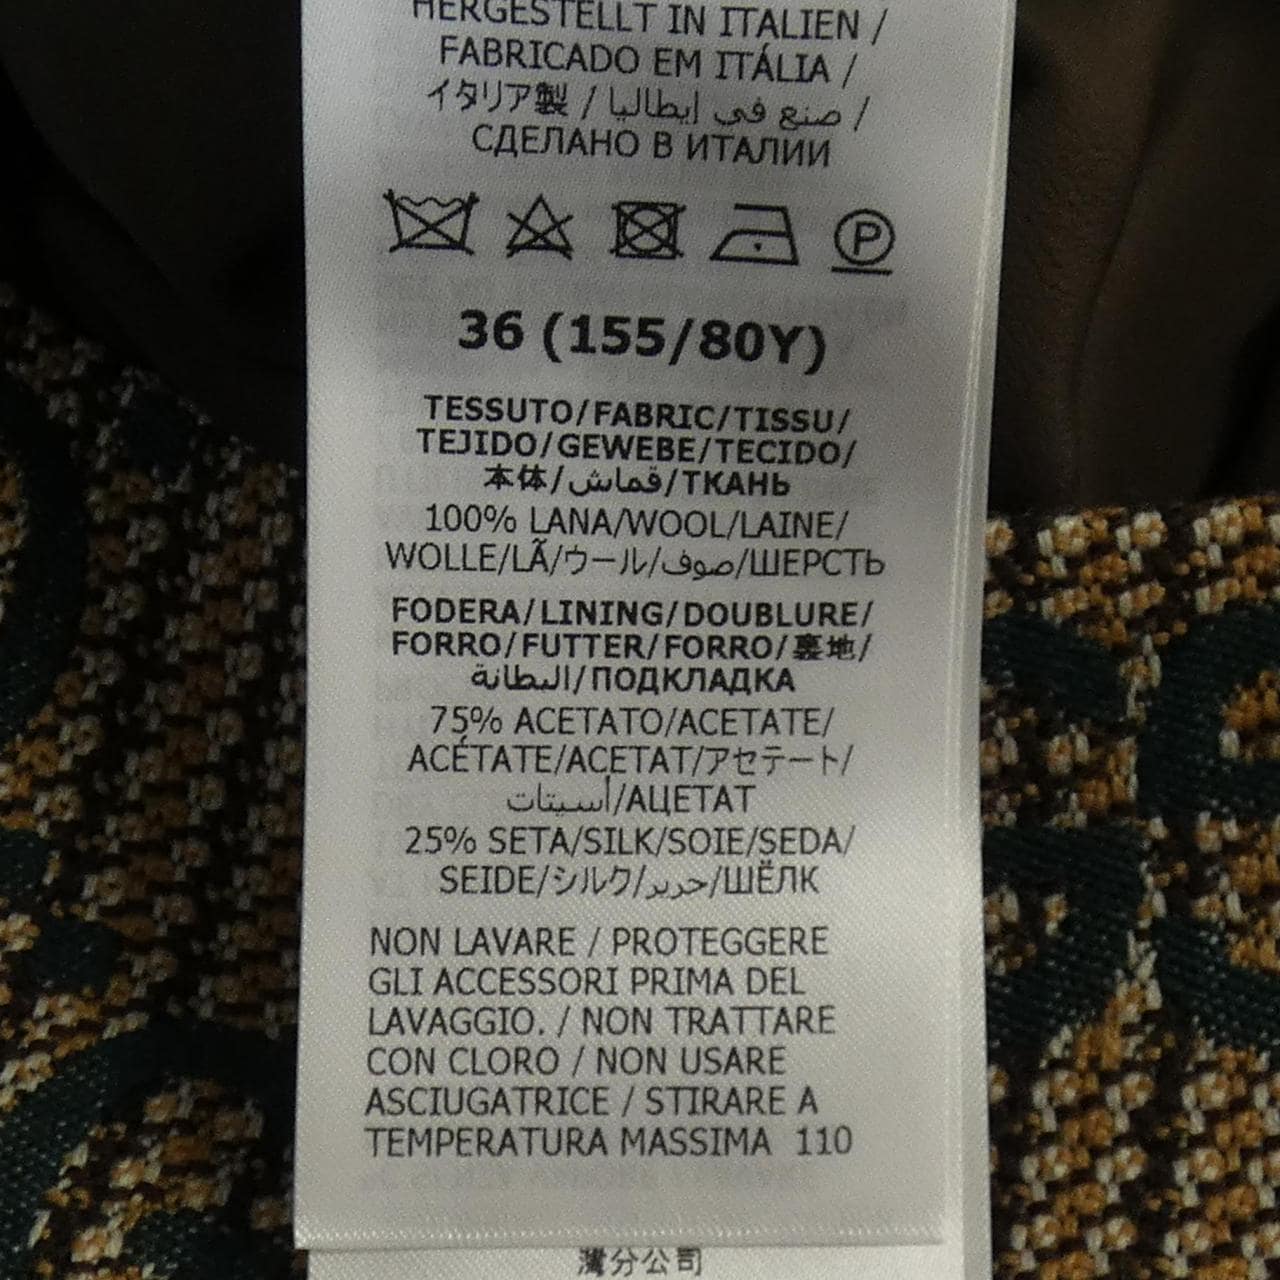 HERGESTELLT IN ITALIEN /
FABRICADO EM ITÁLIA /
イタリア製 / صنع في إيطاليا /
СДЕЛАНО В ИТАЛИИ
P
36 (155/80Y)
TESSUTO/FABRIC/TISSU/
TEJIDO/GEWEBE/TECIDO/
本体/قماش/ТКАНЬ
100% LANA/WOOL/LAINE/
WOLLE/LÃ/ウール/صوف/ШЕРСТЬ
FODERA/LINING/DOUBLURE/
FORRO/FUTTER/FORRO/裏地/
البطانة/ПОДКЛАДКА
75% ACETATO/ACETATE/
ACÉTATE/ACETAT/アセテート/
أسيتات/АЦЕТАТ
25% SETA/SILK/SOIE/SEDA/
SEIDE/シルク/حرير/ШЁЛК
NON LAVARE / PROTEGGERE
GLI ACCESSORI PRIMA DEL
LAVAGGIO. / NON TRATTARE
CON CLORO / NON USARE
ASCIUGATRICE / STIRARE A
TEMPERATURA MASSIMA 110
灣分公司